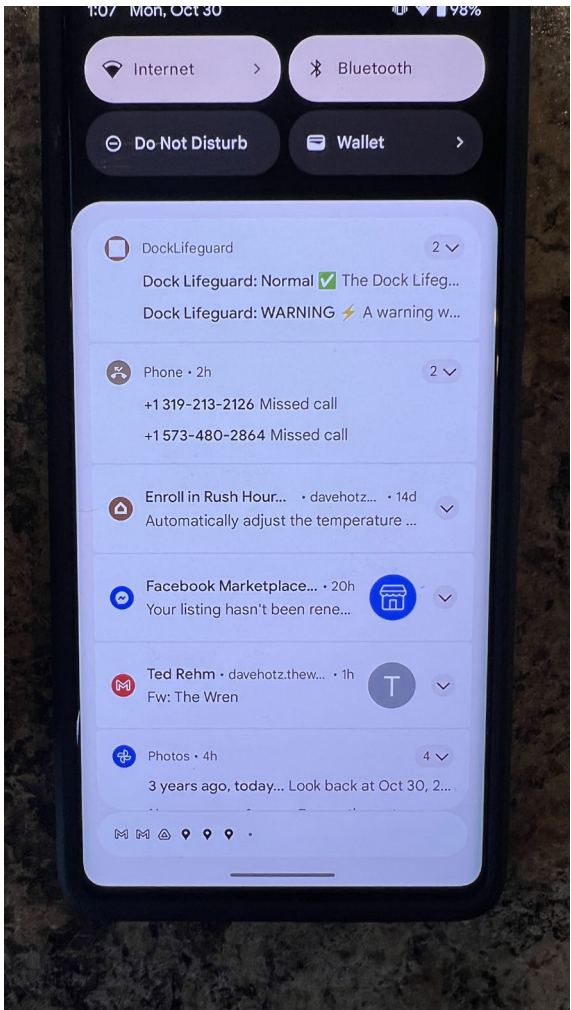 1:07 Mon, Oct 30 98%
Internet
Bluetooth
Do Not Disturb
Wallet
DockLifeguard 2
Dock Lifeguard: Normal ✅ The Dock Lifeg...
Dock Lifeguard: WARNING ⚡ A warning w...
Phone • 2h 2
+1 319-213-2126 Missed call
+1 573-480-2864 Missed call
Enroll in Rush Hour... • davehotz... • 14d
Automatically adjust the temperature ...
Facebook Marketplace... • 20h
Your listing hasn't been rene...
Ted Rehm • davehotz.thew... • 1h
Fw: The Wren
T
Photos • 4h 4
3 years ago, today... Look back at Oct 30, 2...